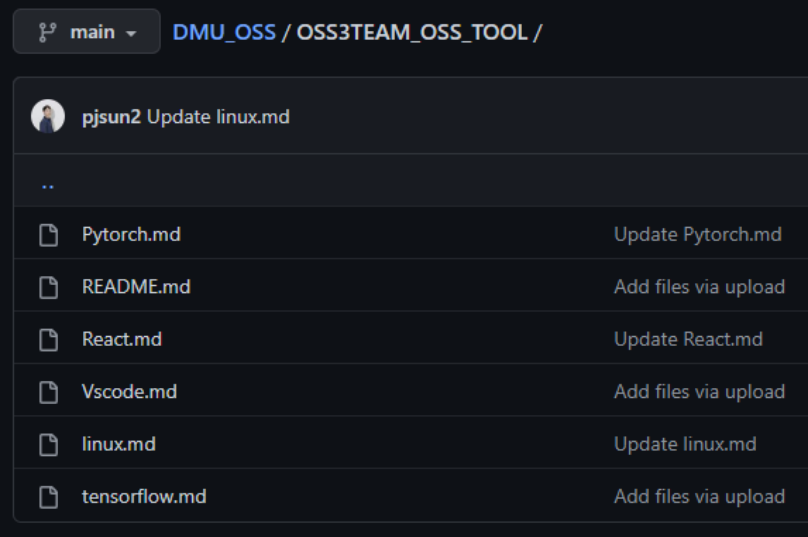 main DMU_OSS / OSS3TEAM_OSS_TOOL /
pjsun2 Update linux.md
..
Pytorch.md Update Pytorch.md
README.md Add files via upload
React.md Update React.md
Vscode.md Add files via upload
linux.md Update linux.md
tensorflow.md Add files via upload